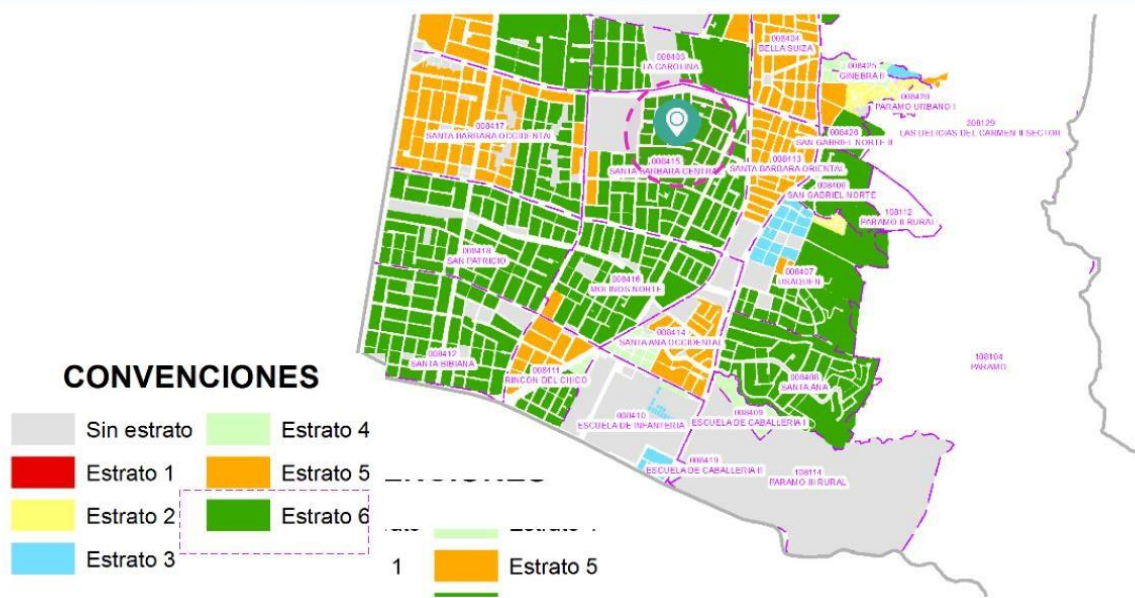 008404
BELLA SUIZA
008403
LA CAROLINA
008425
GINEBRA II
008420
PARAMO URBANO I
208129
LAS DELICIAS DEL CARMEN II SECTOR
008417
SANTA BARBARA OCCIDENTAL
008426
SAN GABRIEL NORTE II
008415
SANTA BARBARA CENTRAL
008413
SANTA BARBARA ORIENTAL
008406
SAN GABRIEL NORTE
108112
PARAMO II RURAL
008418
SAN PATRICIO
008407
USAQUEN
008416
MOLINOS NORTE
008414
SANTA ANA OCCIDENTAL
008412
SANTA BIBIANA
008411
RINCON DEL CHICO
008408
SANTA ANA
108104
PARAMO
008410
ESCUELA DE INFANTERIA
008409
ESCUELA DE CABALLERIA I
008419
ESCUELA DE CABALLERIA II
108114
PARAMO III RURAL
CONVENCIONES
Sin estrato
Estrato 4
Estrato 1
Estrato 5
Estrato 2
Estrato 6
Estrato 3
1
Estrato 5